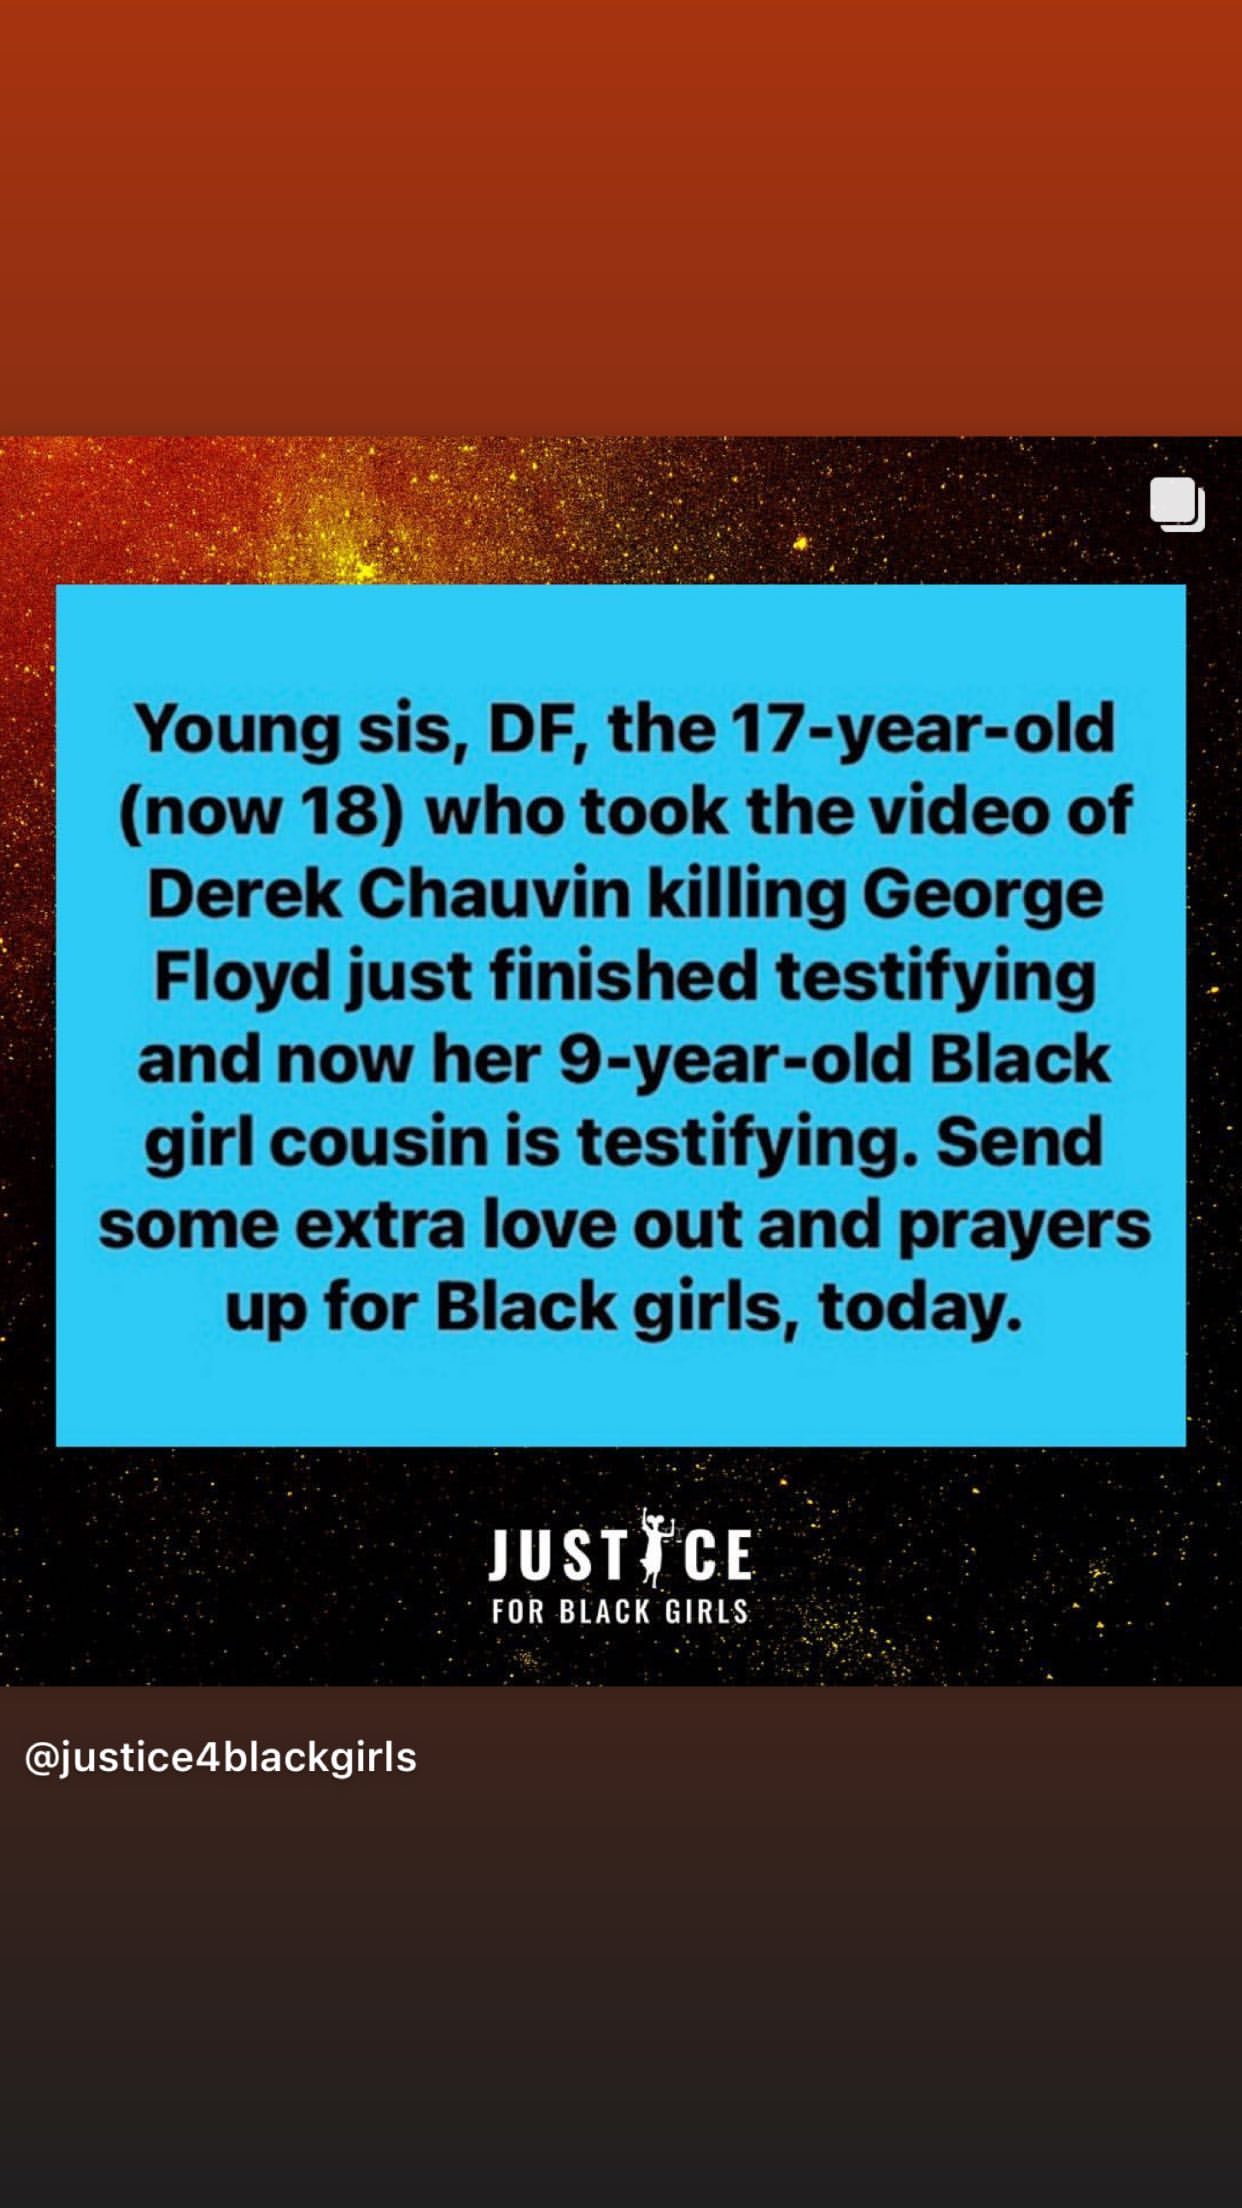 Young sis, DF, the 17-year-old
(now 18) who took the video of
Derek Chauvin killing George
Floyd just finished testifying
and now her 9-year-old Black
girl cousin is testifying. Send
some extra love out and prayers
up for Black girls, today.
JUSTICE
FOR BLACK GIRLS
@justice4blackgirls